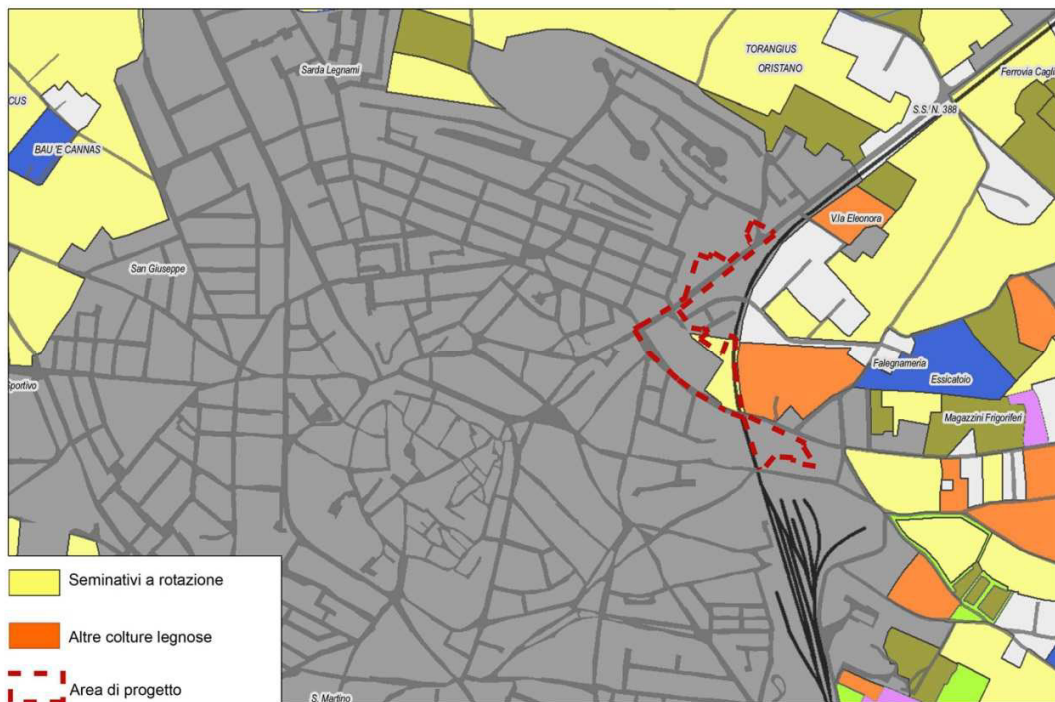 Sarda Legnami
TORANGIUS
ORISTANO
Ferrovia Cagli
CUS
S.S. N. 388
BAU 'E CANNAS
V.la Eleonora
San Giuseppe
Falegnameria
Essicatoio
Sportivo
Magazzini Frigoriferi
Seminativi a rotazione
Altre colture legnose
Area di progetto
S. Martino